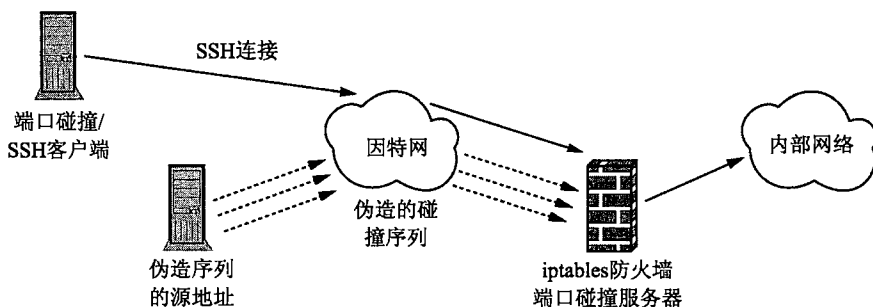 SSH连接
端口碰撞/
SSH客户端
因特网
内部网络
伪造的碰
撞序列
伪造序列
的源地址
iptables防火墙
端口碰撞服务器